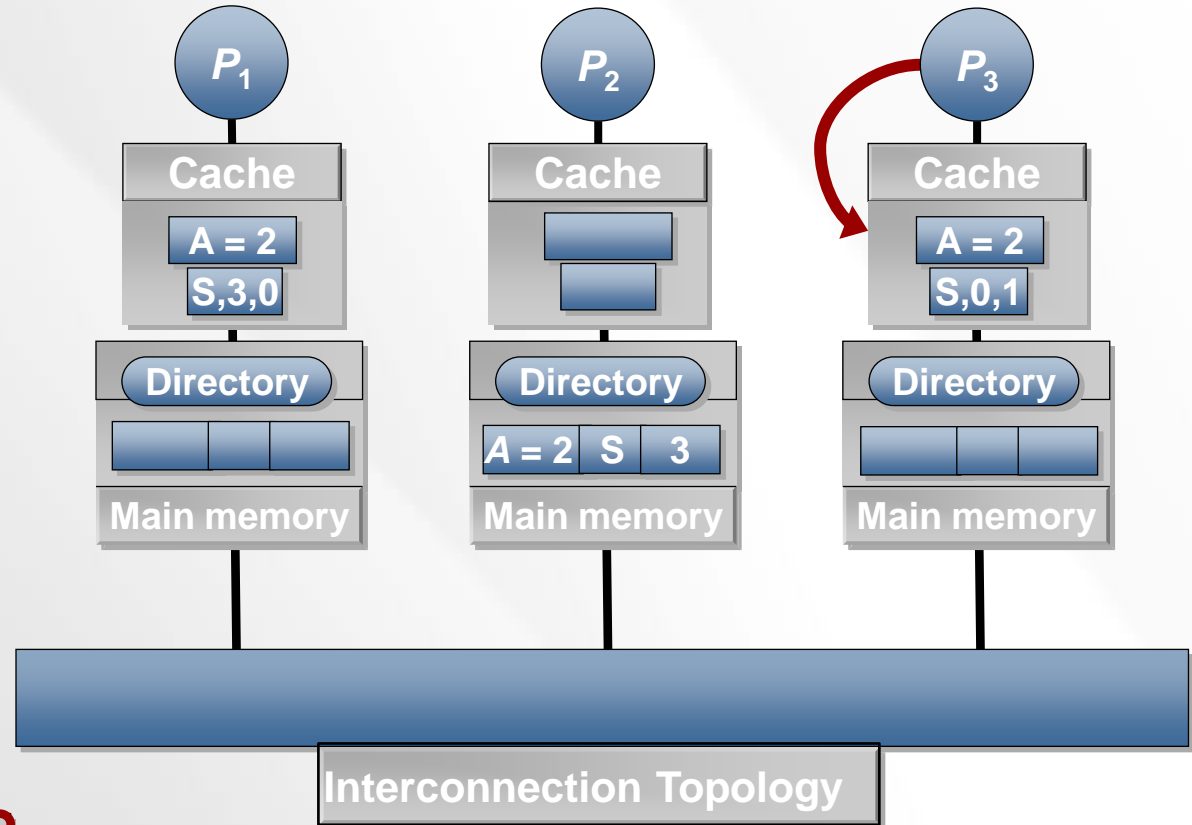 P1
P2
P3
Cache
Cache
Cache
A = 2
A = 2
S,3,0
S,0,1
Directory
Directory
Directory
A = 2 S 3
Main memory
Main memory
Main memory
Interconnection Topology